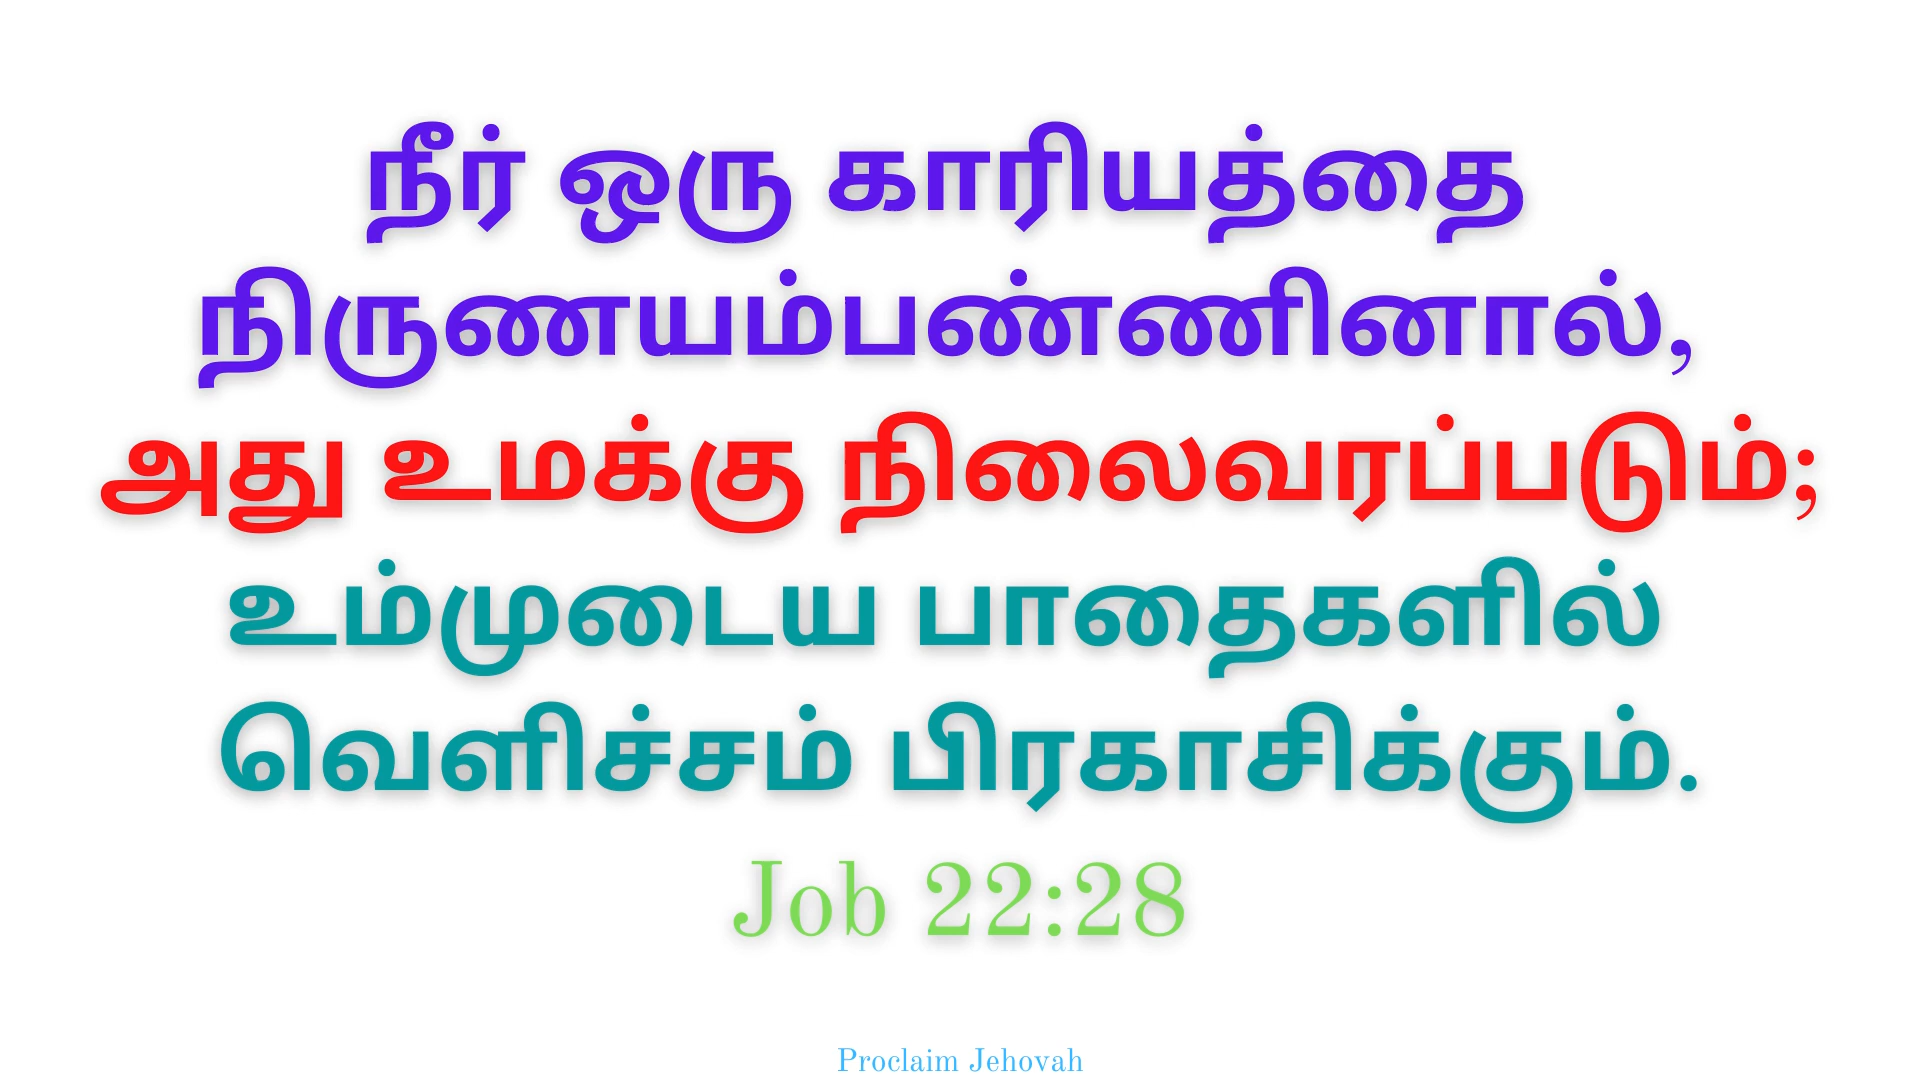 நீர் ஒரு காரியத்தை
நிருணயம்பண்ணினால்,
அது உமக்கு நிலைவரப்படும்;
உம்முடைய பாதைகளில்
வெளிச்சம் பிரகாசிக்கும்.
Job 22:28
Proclaim Jehovah